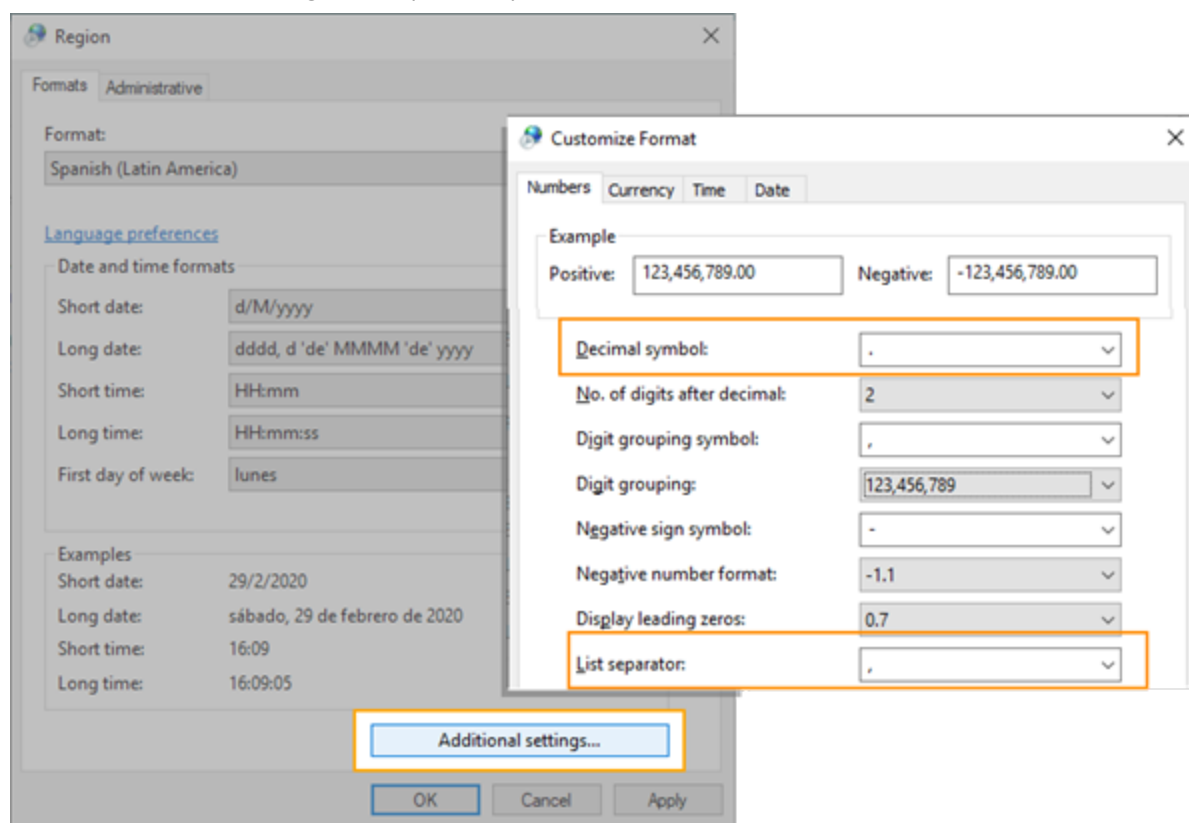 Region
Formats Administrative
Format:
Spanish (Latin America)
Language preferences
Date and time formats
Short date: d/M/yyyy
Long date: dddd, d 'de' MMMM 'de' yyyy
Short time: HH:mm
Long time: HH:mm:ss
First day of week: lunes
Examples
Short date: 29/2/2020
Long date: sábado, 29 de febrero de 2020
Short time: 16:09
Long time: 16:09:05
Additional settings...
OK Cancel Apply
Customize Format
Numbers Currency Time Date
Example
Positive: 123,456,789.00 Negative: -123,456,789.00
Decimal symbol: .
No. of digits after decimal: 2
Digit grouping symbol: ,
Digit grouping: 123,456,789
Negative sign symbol: -
Negative number format: -1.1
Display leading zeros: 0.7
List separator: ,